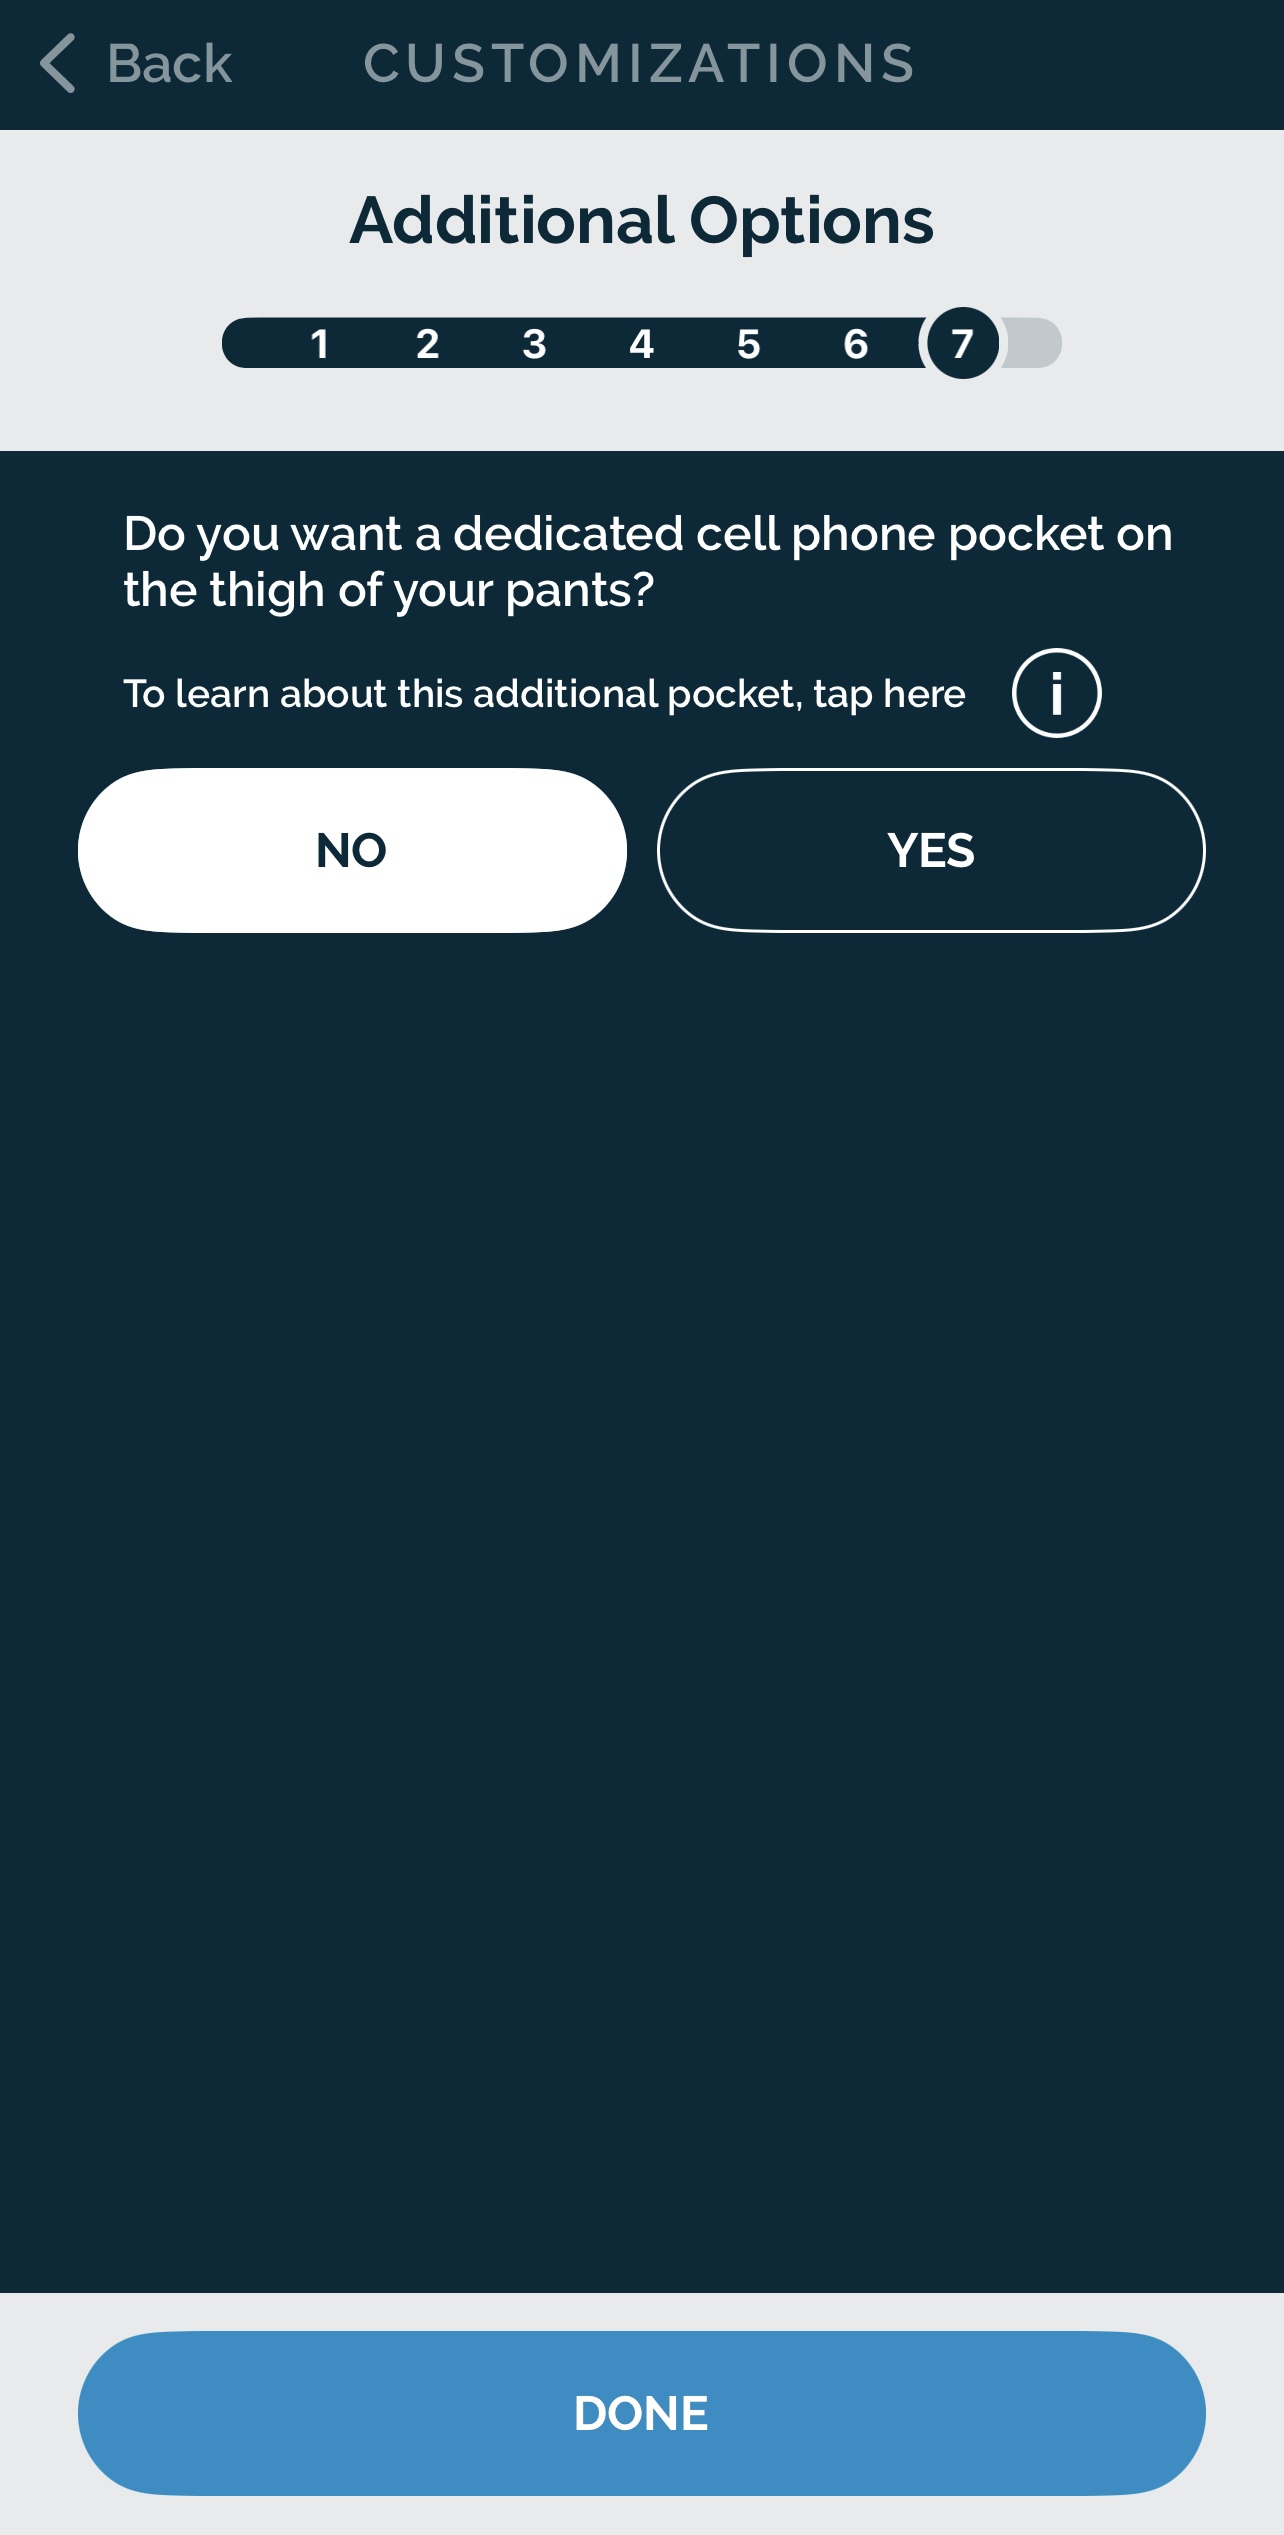 Back
CUSTOMIZATIONS
Additional Options
1 2 3 4 5 6 7
Do you want a dedicated cell phone pocket on
the thigh of your pants?
To learn about this additional pocket, tap here i
NO
YES
DONE